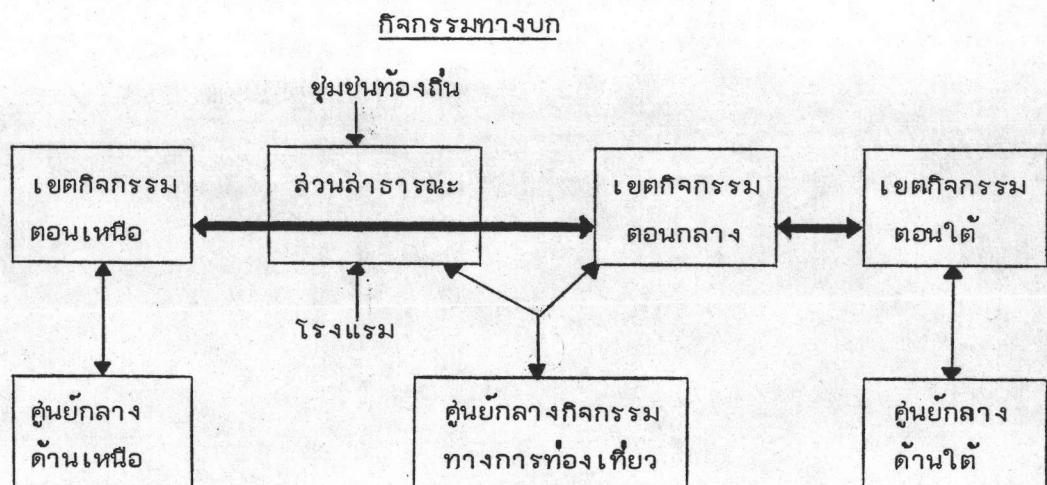 กิจกรรมทางบก
ชุมชนท้องถิ่น
เขตกิจกรรม
ตอนเหนือ
ส่วนสาธารณะ
เขตกิจกรรม
ตอนกลาง
เขตกิจกรรม
ตอนใต้
โรงแรม
ศูนย์กลาง
ด้านเหนือ
ศูนย์กลางกิจกรรม
ทางการท่องเที่ยว
ศูนย์กลาง
ด้านใต้